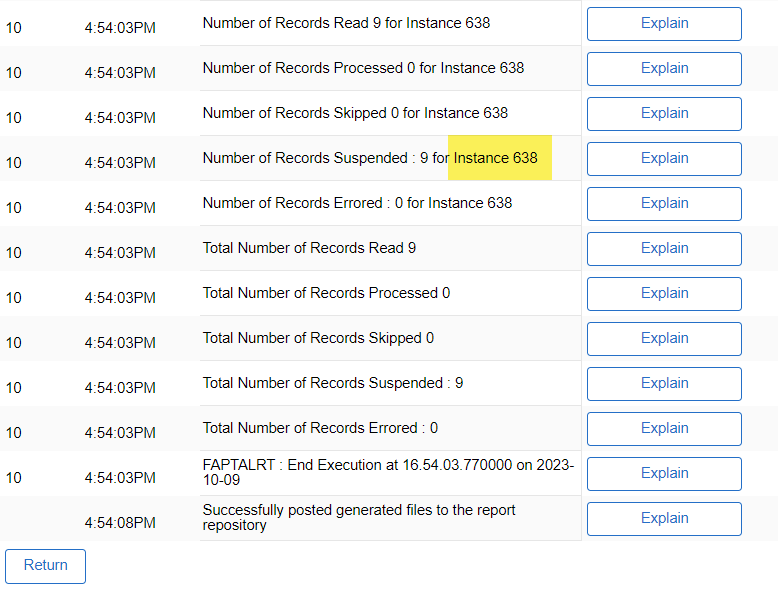 10 4:54:03PM Number of Records Read 9 for Instance 638 Explain
10 4:54:03PM Number of Records Processed 0 for Instance 638 Explain
10 4:54:03PM Number of Records Skipped 0 for Instance 638 Explain
10 4:54:03PM Number of Records Suspended : 9 for Instance 638 Explain
10 4:54:03PM Number of Records Errored : 0 for Instance 638 Explain
10 4:54:03PM Total Number of Records Read 9 Explain
10 4:54:03PM Total Number of Records Processed 0 Explain
10 4:54:03PM Total Number of Records Skipped 0 Explain
10 4:54:03PM Total Number of Records Suspended : 9 Explain
10 4:54:03PM Total Number of Records Errored : 0 Explain
10 4:54:03PM FAPTALRT : End Execution at 16.54.03.770000 on 2023-
10-09 Explain
4:54:08PM Successfully posted generated files to the report
repository Explain
Return